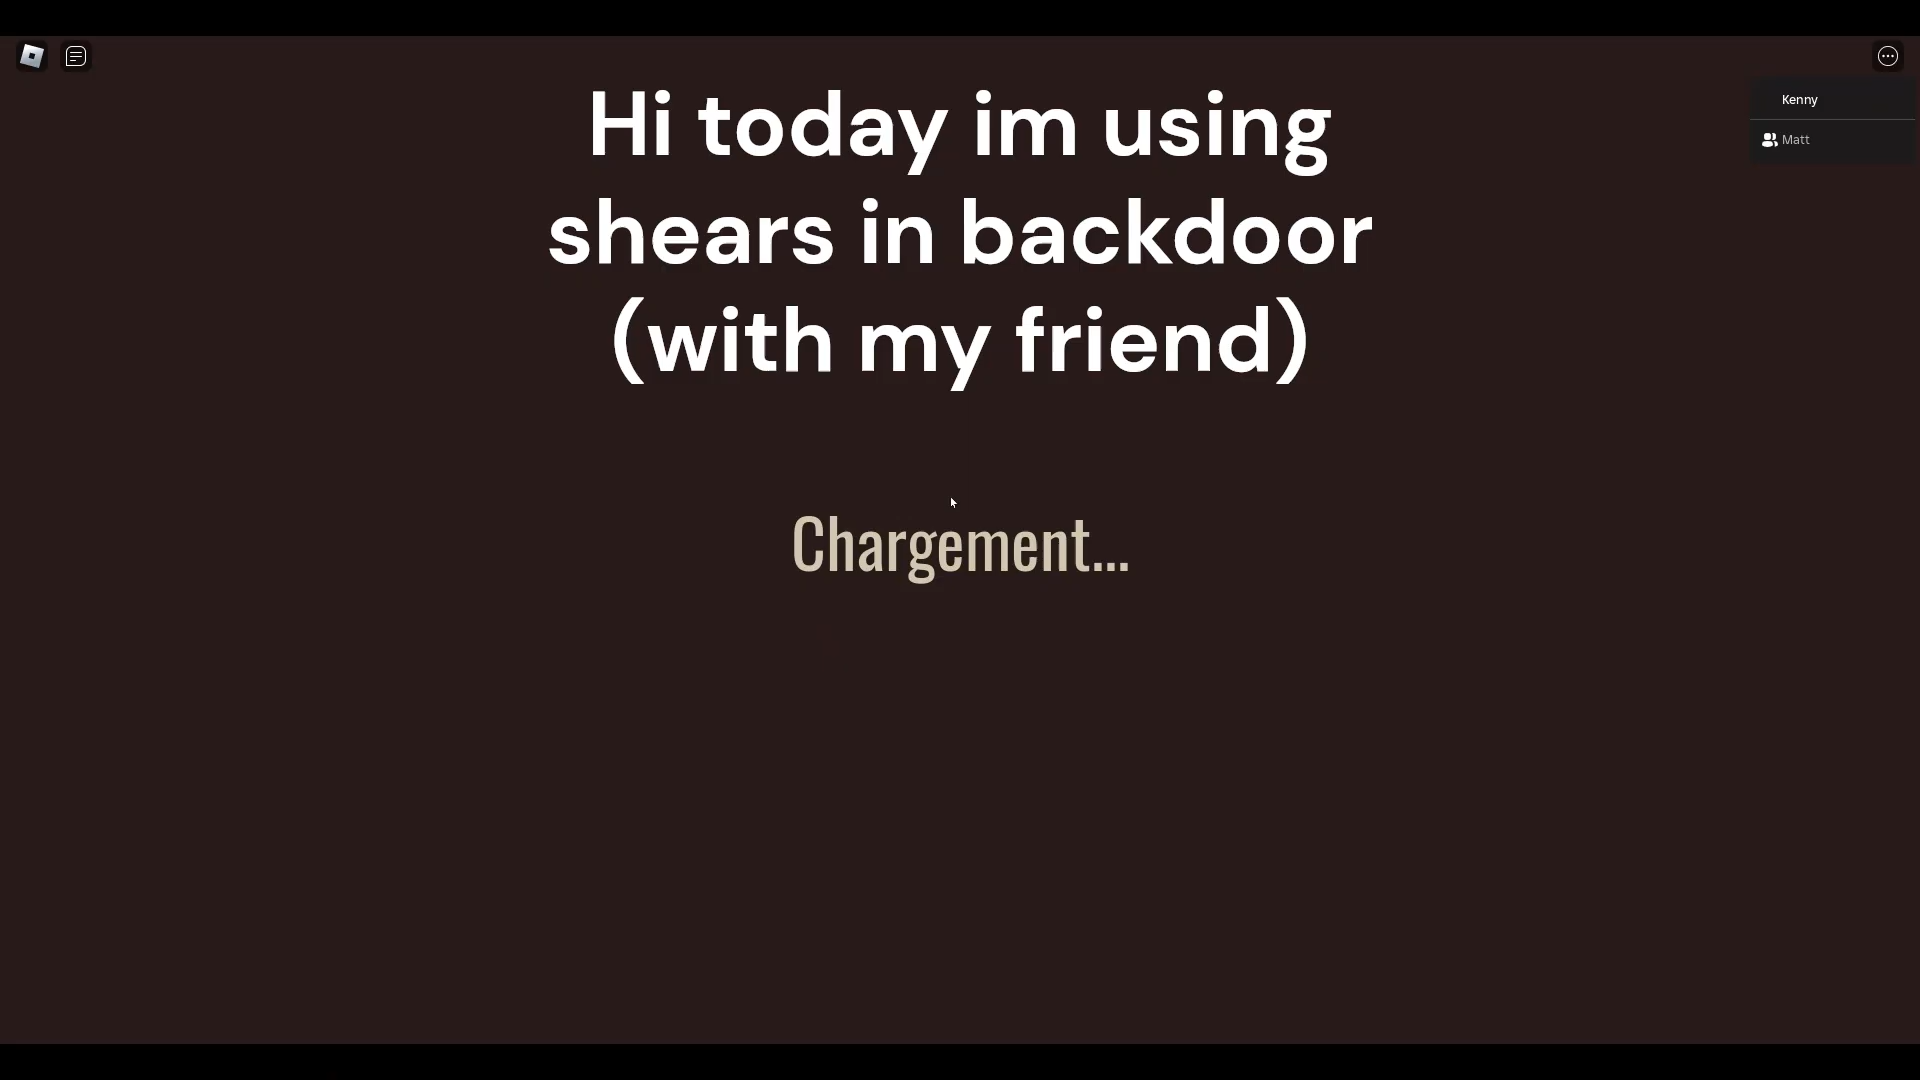 Kenny
Hi today im using
Matt
shears in backdoor
(with my friend)
Chargement...